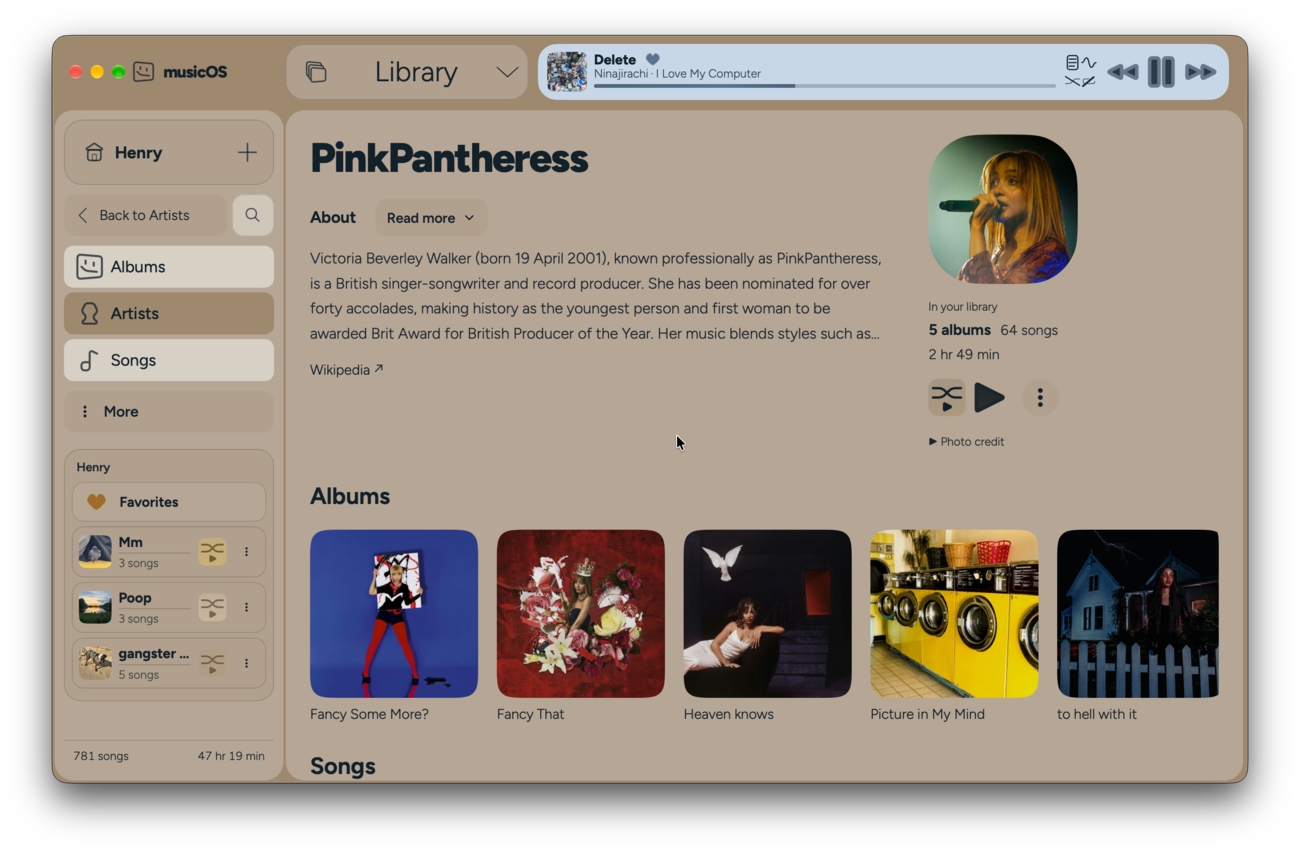 musicOS
Library
Delete
Ninajirachi · I Love My Computer
Henry
Back to Artists
Albums
Artists
Songs
More
Henry
Favorites
Mm
3 songs
Poop
3 songs
gangster ...
5 songs
781 songs
47 hr 19 min
PinkPantheress
About
Read more
Victoria Beverley Walker (born 19 April 2001), known professionally as PinkPantheress,
is a British singer-songwriter and record producer. She has been nominated for over
forty accolades, making history as the youngest person and first woman to be
awarded Brit Award for British Producer of the Year. Her music blends styles such as...
Wikipedia ↗
In your library
5 albums 64 songs
2 hr 49 min
Photo credit
Albums
Fancy Some More?
Fancy That
Heaven knows
Picture in My Mind
to hell with it
Songs